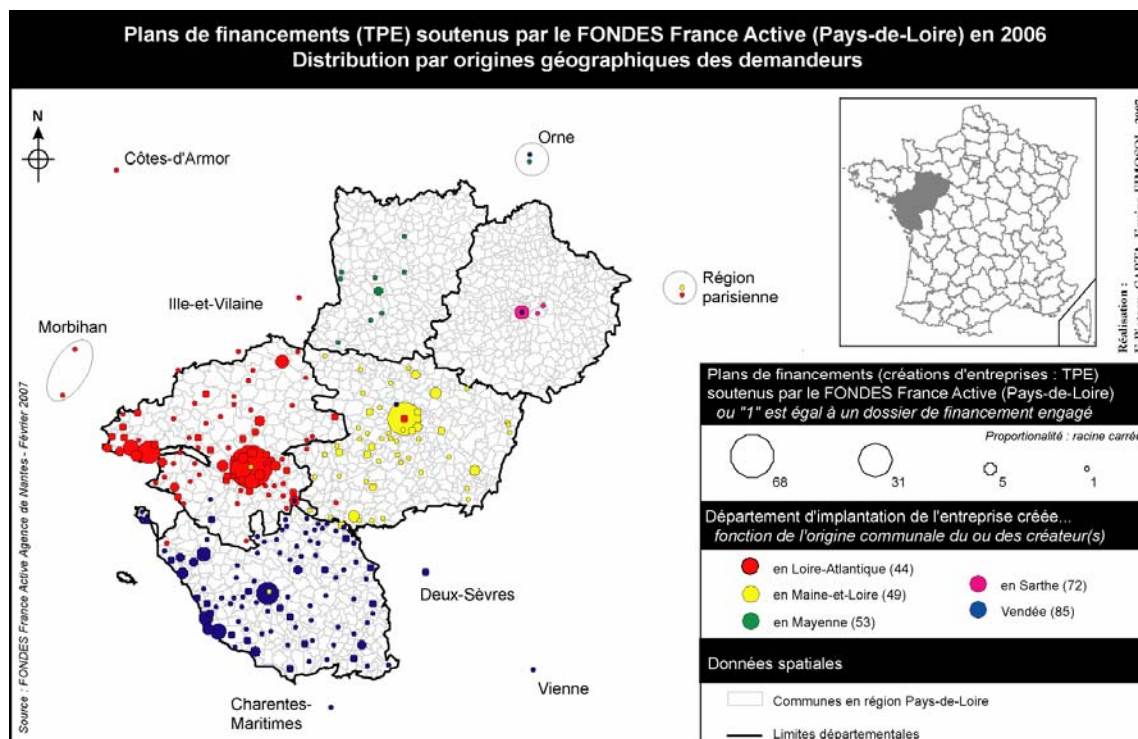 Plans de financements (TPE) soutenus par le FONDES France Active (Pays-de-Loire) en 2006
Distribution par origines géographiques des demandeurs
N
Côtes-d'Armor
Orne
Ille-et-Vilaine
Morbihan
Région
parisienne
Deux-Sèvres
Vienne
Charentes-
Maritimes
Source : FONDES France Active Agence de Nantes - Février 2007
Réalisation :
2007
Plans de financements (créations d'entreprises : TPE)
soutenus par le FONDES France Active (Pays-de-Loire)
ou "1" est égal à un dossier de financement engagé
Proportionalité : racine carrée
68
31
5
1
Département d'implantation de l'entreprise créée...
fonction de l'origine communale du ou des créateur(s)
en Loire-Atlantique (44)
en Maine-et-Loire (49)
en Mayenne (53)
en Sarthe (72)
Vendée (85)
Données spatiales
Communes en région Pays-de-Loire
Limites départementales